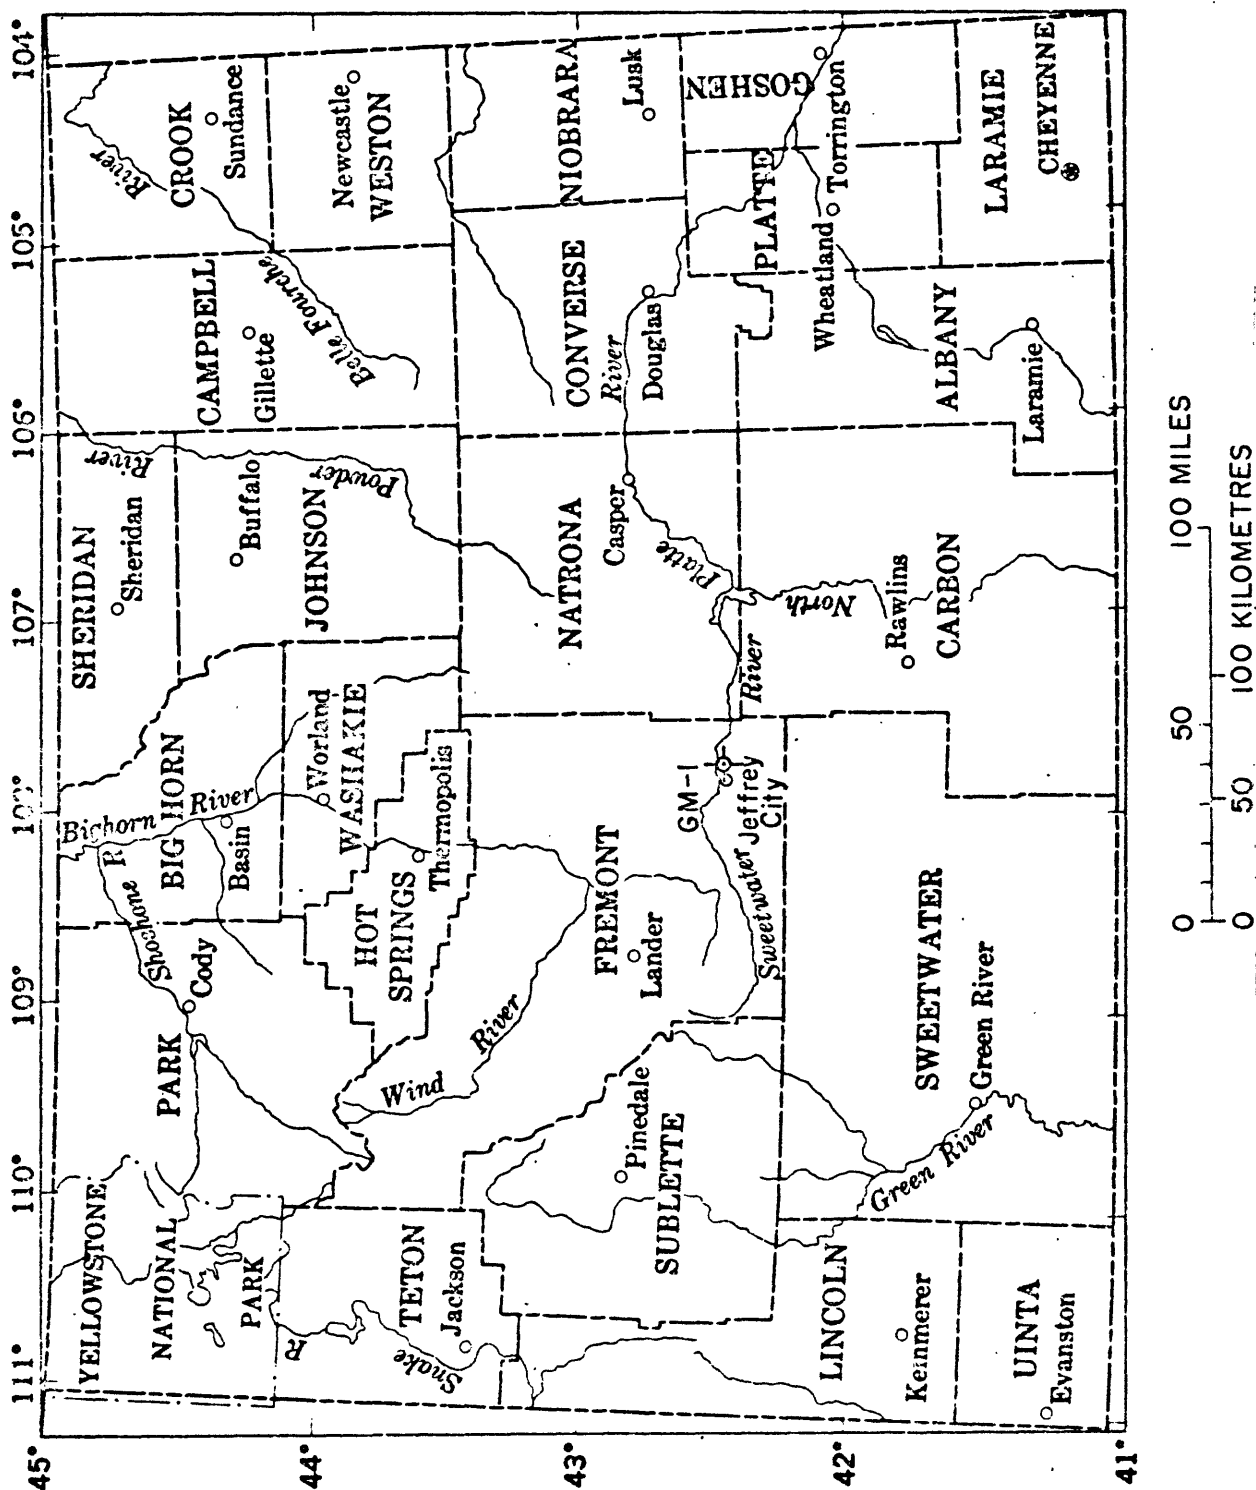 111°
110°
109°
108°
107°
106°
105°
104°
45°
44°
43°
42°
41°
YELLOWSTONE
NATIONAL
PARK
PARK
Cody
Shoshone R
Bighorn River
BIG HORN
Basin
SHERIDAN
Sheridan
River
Powder
CAMPBELL
Gillette
Belle Fourche
River
CROOK
Sundance
R
Snake
TETON
Jackson
HOT
SPRINGS
Thermopolis
WASHAKIE
Worland
JOHNSON
Buffalo
Newcastle
WESTON
Wind
River
FREMONT
Lander
SUBLETTE
Pinedale
NATRONA
Casper
CONVERSE
River
Douglas
NIOBRARA
Lusk
GM-1
Jeffrey
City
Sweetwater
River
Platte
North
PLATTE
Wheatland
GOSHEN
Torrington
LINCOLN
Kemmerer
Green River
SWEETWATER
Green River
CARBON
Rawlins
ALBANY
Laramie
LARAMIE
CHEYENNE
UINTA
Evanston
0 50 100 MILES
0 50 100 KILOMETRES